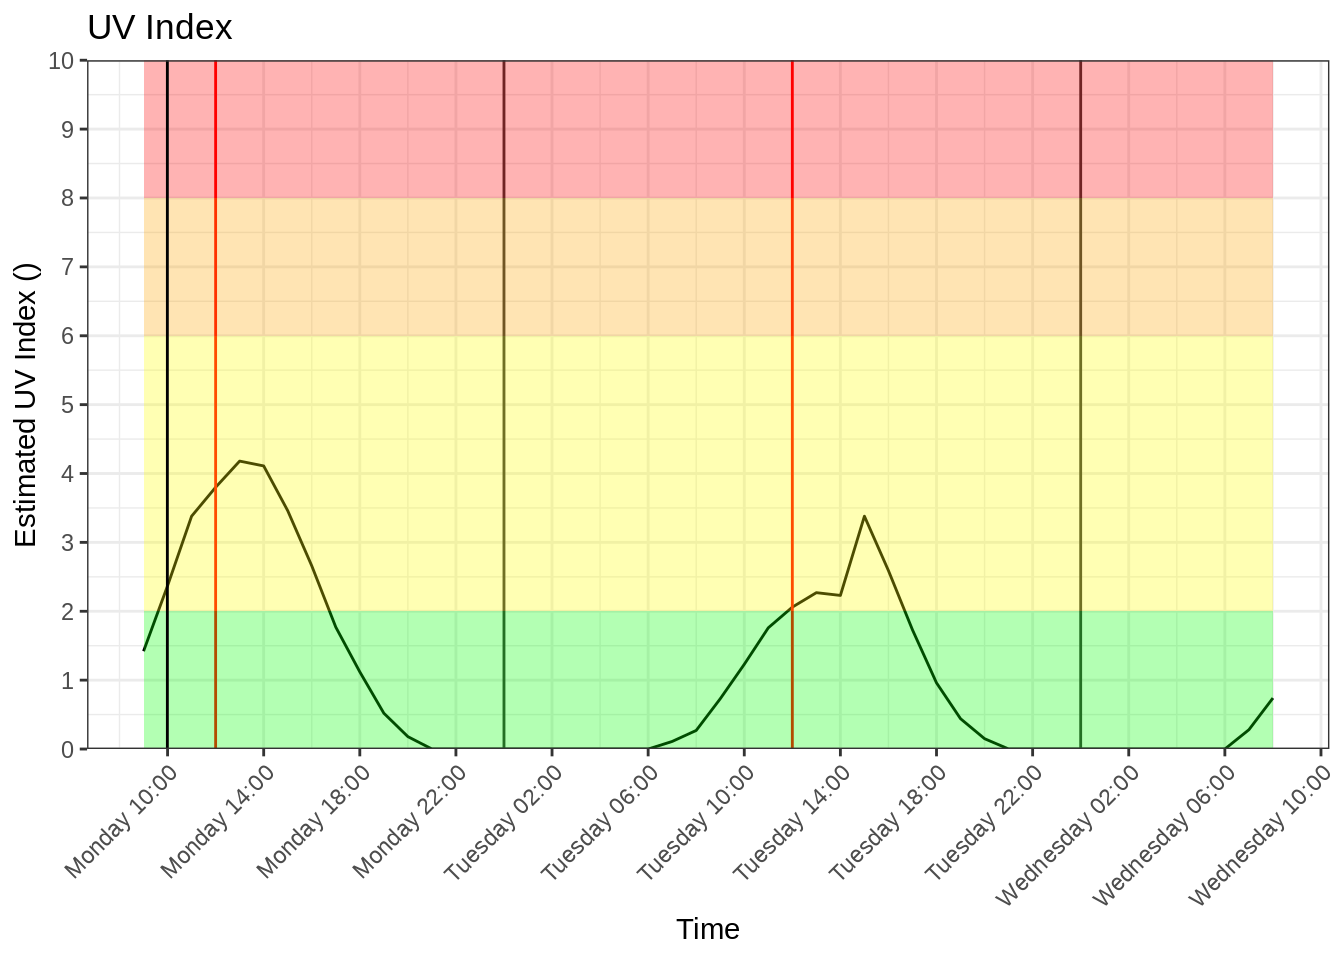 UV Index
10
9
8
7
6
5
4
3
2
1
0
Estimated UV Index ()
Monday 10:00
Monday 14:00
Monday 18:00
Monday 22:00
Tuesday 02:00
Tuesday 06:00
Tuesday 10:00
Tuesday 14:00
Tuesday 18:00
Tuesday 22:00
Wednesday 02:00
Wednesday 06:00
Wednesday 10:00
Time